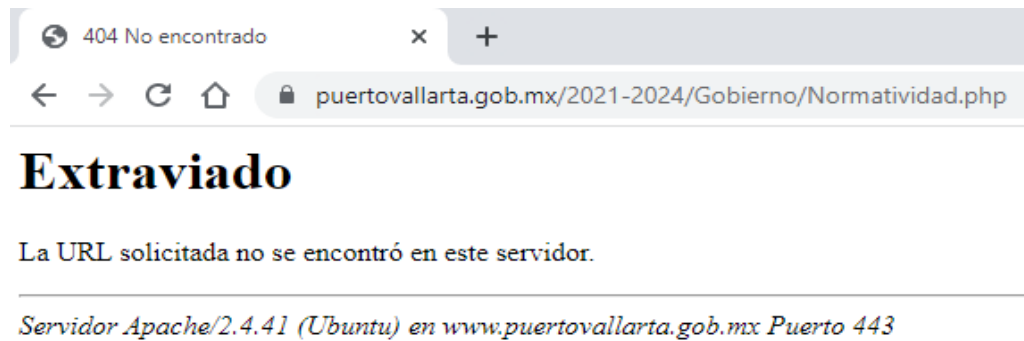 404 No encontrado
puertovallarta.gob.mx/2021-2024/Gobierno/Normatividad.php
Extraviado
La URL solicitada no se encontró en este servidor.
Servidor Apache/2.4.41 (Ubuntu) en www.puertovallarta.gob.mx Puerto 443